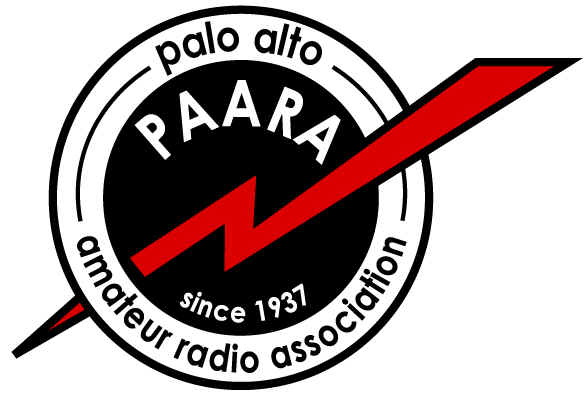 palo alto
PAARA
since 1937
amateur radio association